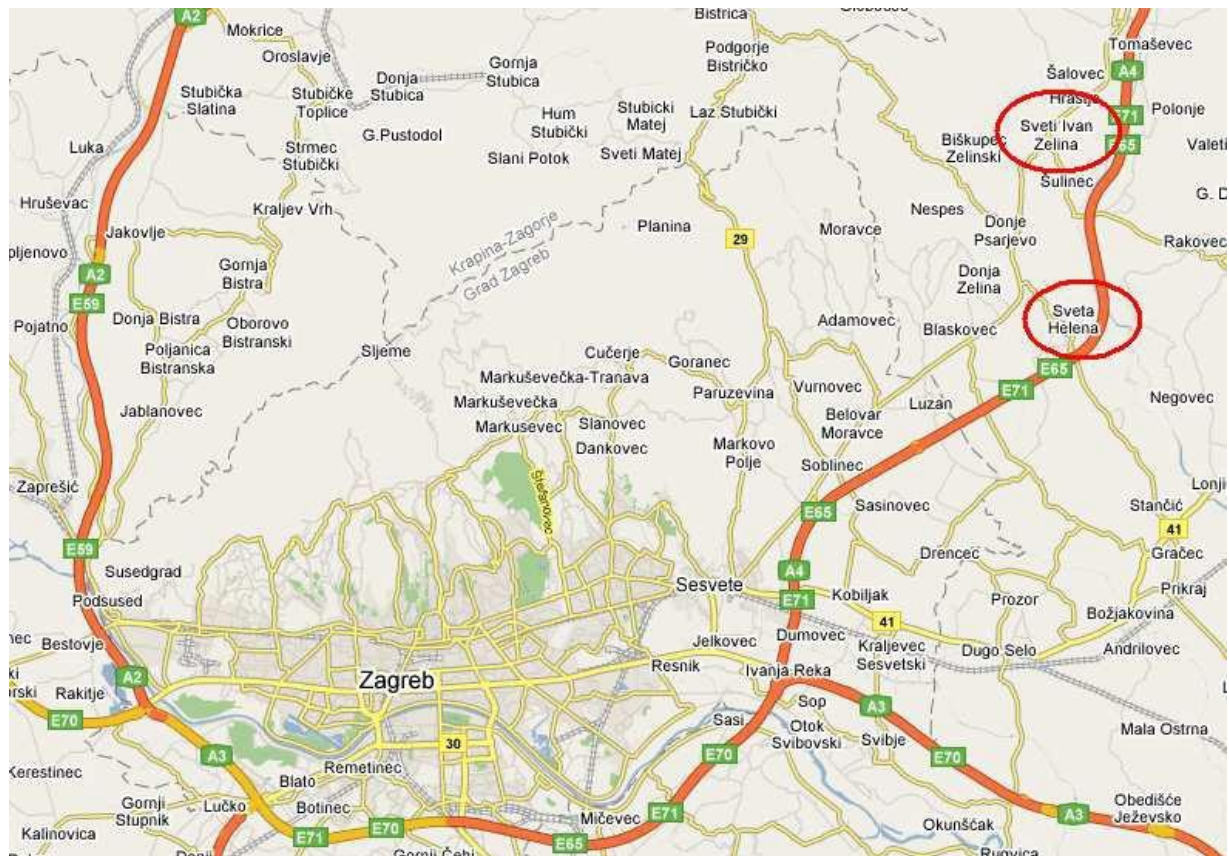 A2
Mokrice
Oroslavje
Bistrica
Tomaševec
Podgorje
Bistričko
A4
Gornja
Stubica
Donja
Stubica
Šalovec
Stubička
Slatina
Stubičke
Toplice
Hrastje
Polonje
E71
Stubicki
Matej
Laz Stubički
Hum
Stubički
Sveti Ivan
Zelina
G.Pustodol
Luka
Strmec
Stubički
Slani Potok
Sveti Matej
Biškupec
Zelinski
E65
Valeti
Šulinec
Hruševac
Kraljev Vrh
Nespes
G. D
Krapina-Zagorje
Grad Zagreb
Planina
29
Moravce
Donje
Psarjevo
Jakovlje
Rakovec
pljenovo
A2
Gornja
Bistra
Donja
Zelina
E59
Pojatno
Donja Bistra
Oborovo
Bistranski
Adamovec
Blaskovec
Sveta
Helena
Poljanica
Bistranska
Sljeme
Čučerje
Goranec
E65
Markuševečka-Trnava
Paruzevina
Vurnovec
E71
Negovec
Jablanovec
Markuševečka
Markusevec
Slanovec
Dankovec
Belovar
Moravce
Luzan
Markovo
Polje
Soblinec
Štefanovac
Zaprešić
Lonji
E65
Sasinovec
Stančić
41
E59
Drencec
Gračec
Susedgrad
A4
Sesvete
Prikraj
Podsused
E71
Kobiljak
Prozor
Božjakovina
41
Bestovje
Jelkovec
Dumovec
Kraljevec
Sesvetski
Dugo Selo
Andrilovec
Resnik
Ivanja Reka
Rakitje
A2
Zagreb
E70
Sop
A3
Sasi
Otok
Svibovski
Svibje
Mala Ostrna
30
A3
E70
E70
Kerestinec
Remetinec
Blato
Gornji
Stupnik
Lučko
Botinec
Mičevec
E71
A3
Obedišće
Ježevsko
Kalinovica
E71
E70
E65
Okunšćak